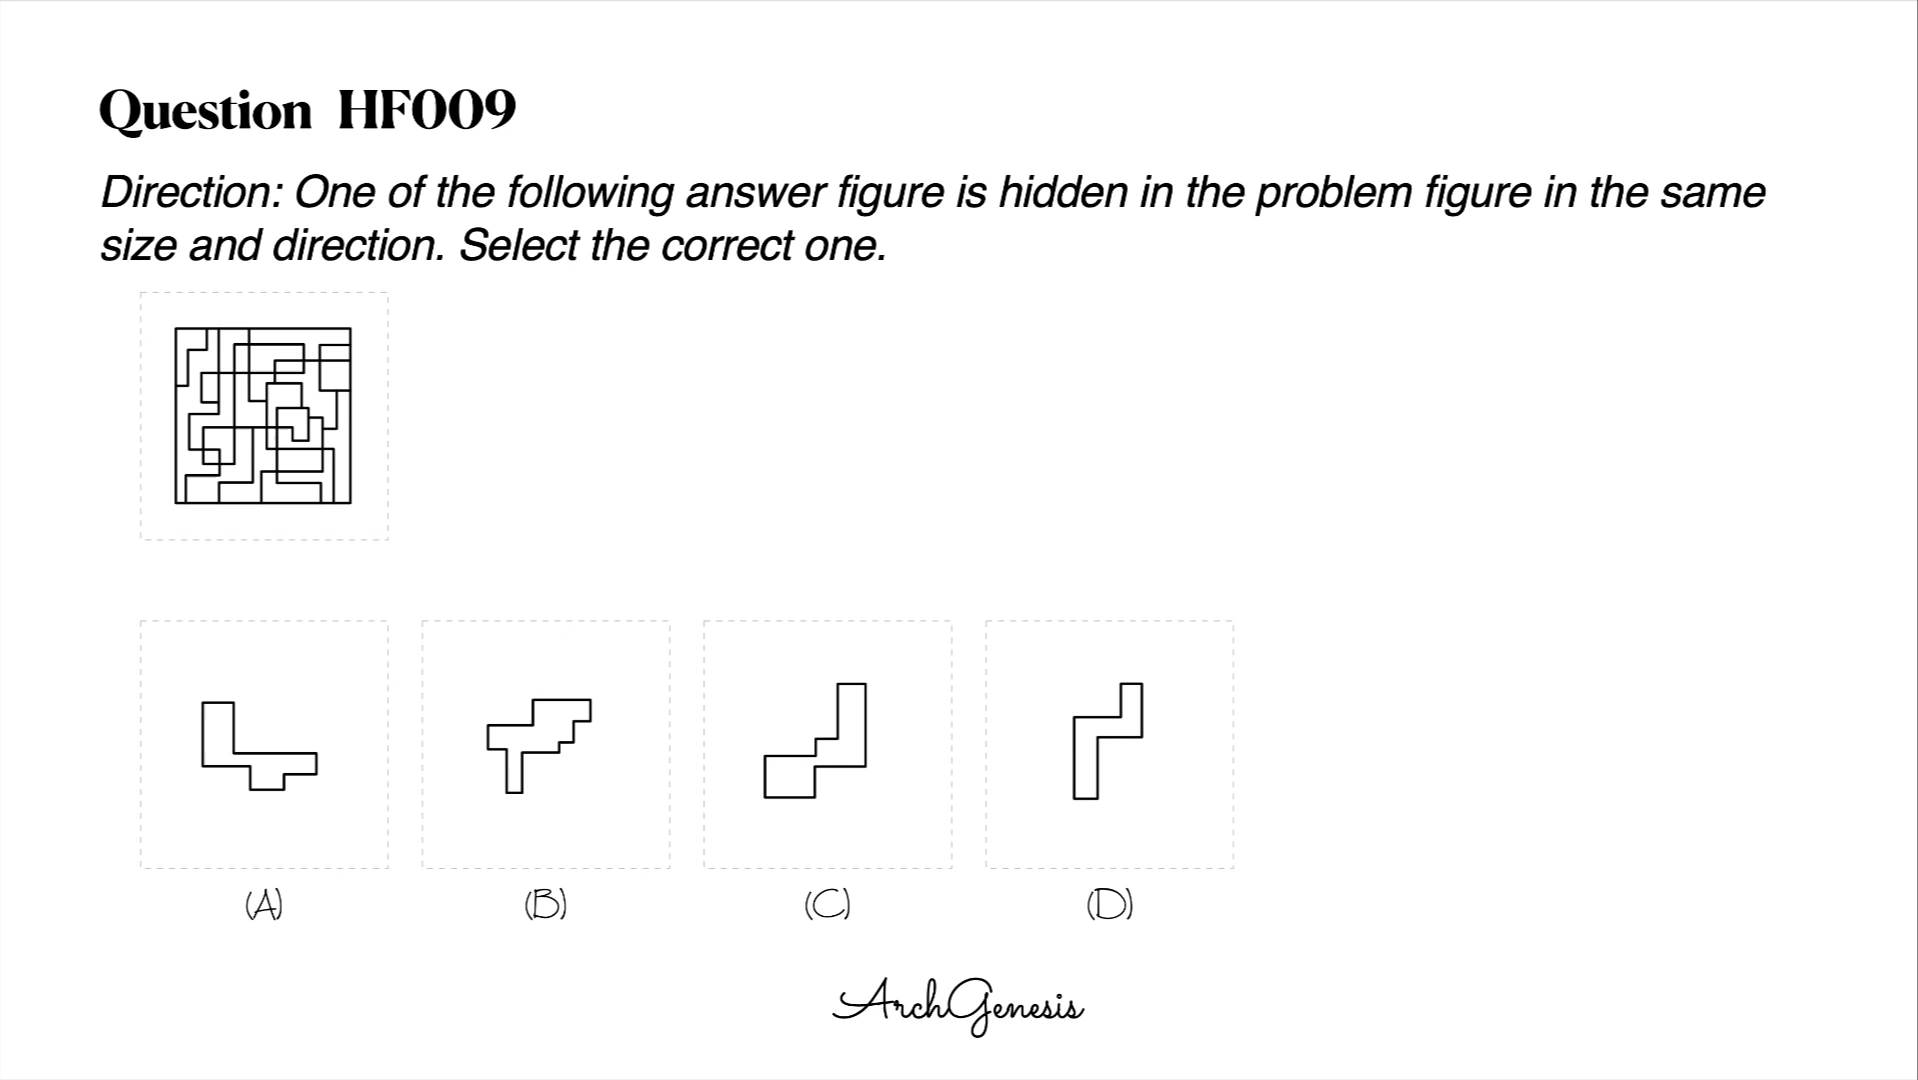 Question HF009
Direction: One of the following answer figure is hidden in the problem figure in the same
size and direction. Select the correct one.
(A) (B) (C) (D)
ArchGenesis